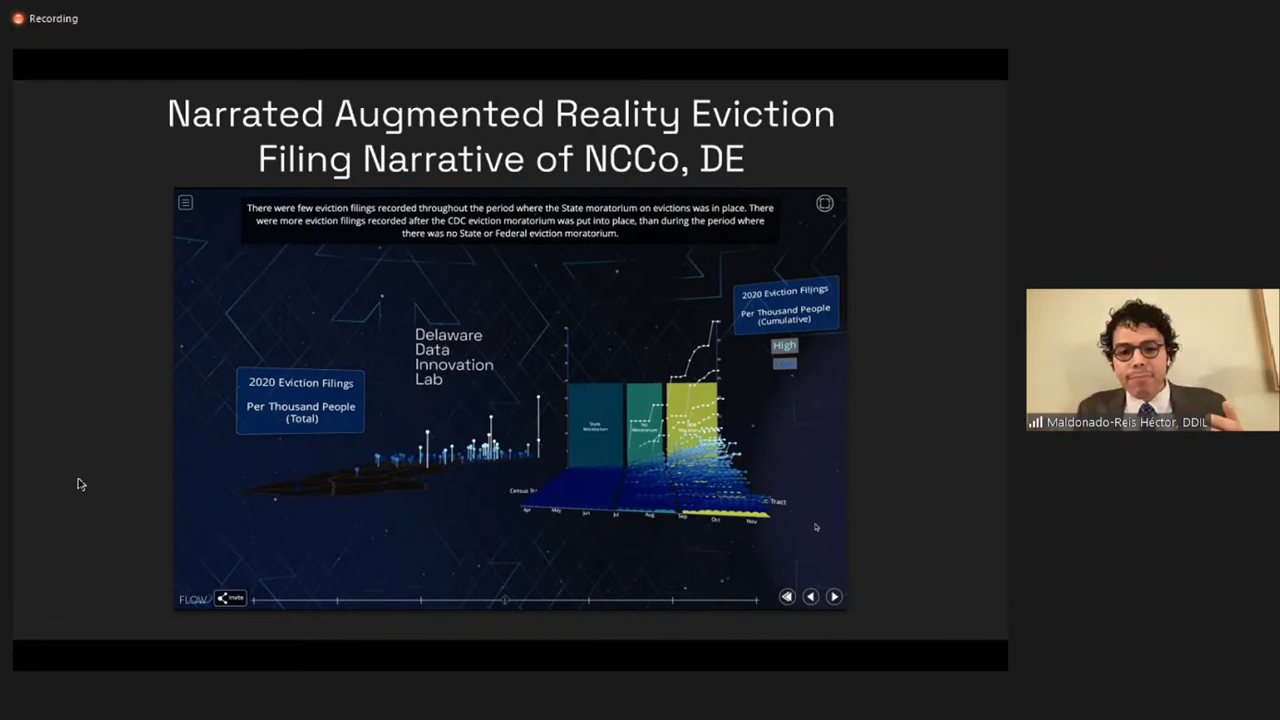 Recording
Narrated Augmented Reality Eviction
Filing Narrative of NCCo, DE
There were few eviction filings recorded throughout the period where the State moratorium on evictions was in place. There
were more eviction filings recorded after the CDC eviction moratorium was put into place, than during the period where
there was no State or Federal eviction moratorium.
2020 Eviction Filings
Per Thousand People
(Cumulative)
High
Delaware
Data
Innovation
Lab
2020 Eviction Filings
Per Thousand People
(Total)
State
Moratorium
No
Moratorium
Census
Tract
Apr
May
Jun
Jul
Aug
Sep
Oct
Nov
FLOW
Invite
Maldonado-Reis Héctor, DDIL